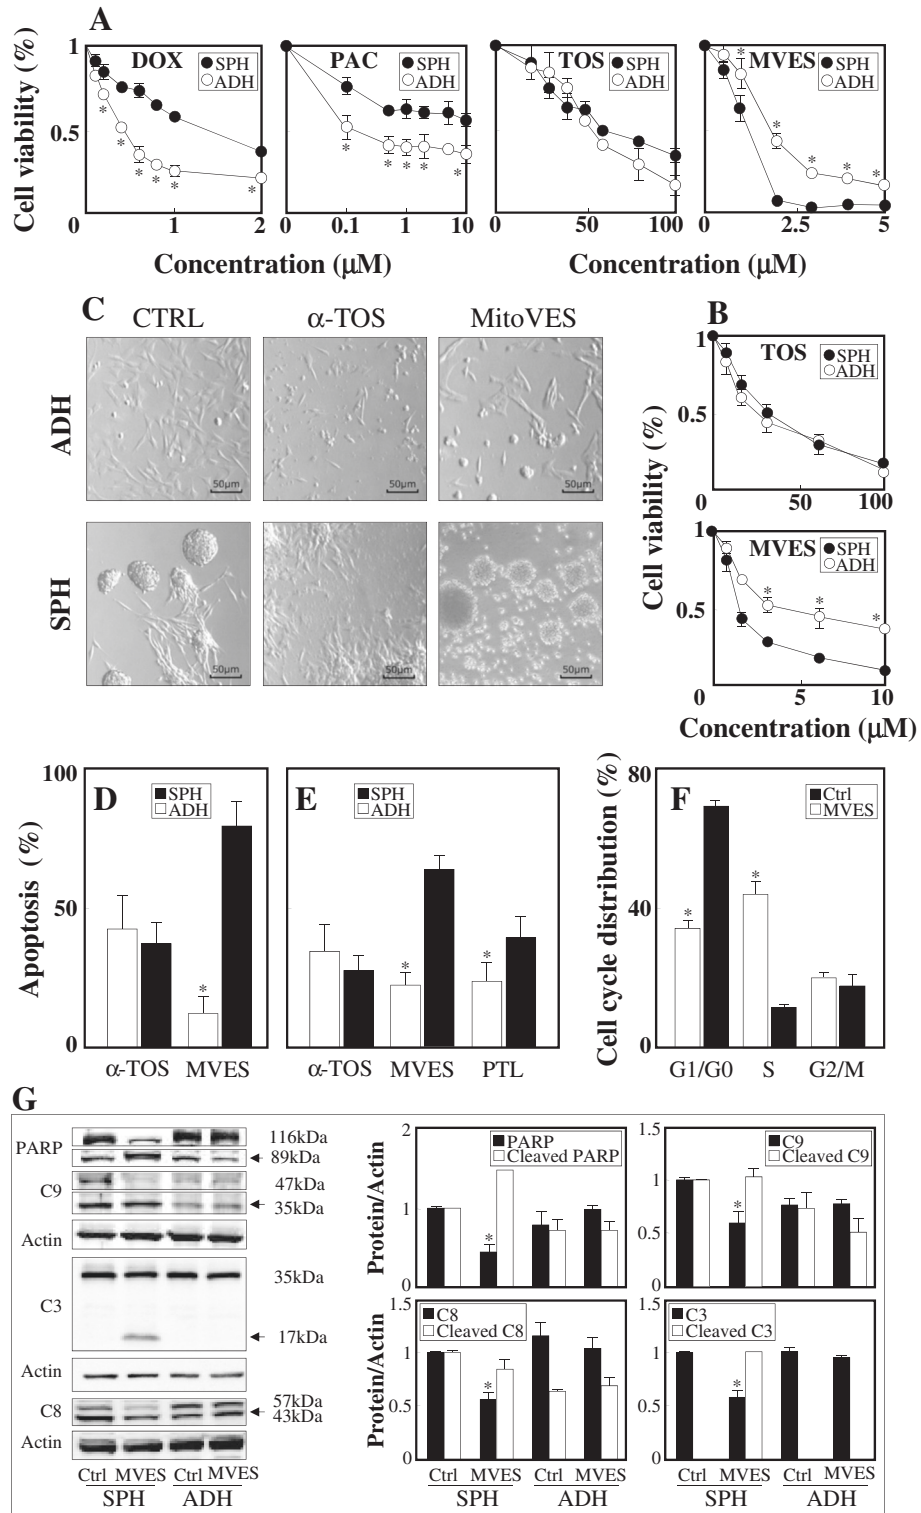 A
Cell viability (%)
DOX
SPH
ADH
PAC
SPH
ADH
TOS
SPH
ADH
MVES
SPH
ADH
1
0.5
0
* * * * * *
* * * * *
* * * * *
0 1 2
0 0.1 1 10
0 50 100
0 2.5 5
Concentration (μM)
Concentration (μM)
C
CTRL
α-TOS
MitoVES
ADH
50μm
50μm
50μm
SPH
50μm
50μm
50μm
B
Cell viability (%)
TOS
SPH
ADH
1
0.5
0
0 50 100
MVES
SPH
ADH
1
0.5
0
* * *
0 5 10
Concentration (μM)
Apoptosis (%)
100
50
0
D
SPH
ADH
*
α-TOS MVES
E
SPH
ADH
* *
α-TOS MVES PTL
Cell cycle distribution (%)
80
40
0
F
Ctrl
MVES
* *
G1/G0 S G2/M
G
PARP
116kDa
89kDa
C9
47kDa
35kDa
Actin
C3
35kDa
17kDa
Actin
C8
57kDa
43kDa
Actin
Ctrl MVES Ctrl MVES
SPH ADH
Protein/Actin
2
1
0
PARP
Cleaved PARP
*
1.5
1
0.5
0
C9
Cleaved C9
*
Protein/Actin
1.5
1
0.5
0
C8
Cleaved C8
*
1.5
1
0.5
0
C3
Cleaved C3
*
Ctrl MVES Ctrl MVES
SPH ADH
Ctrl MVES Ctrl MVES
SPH ADH